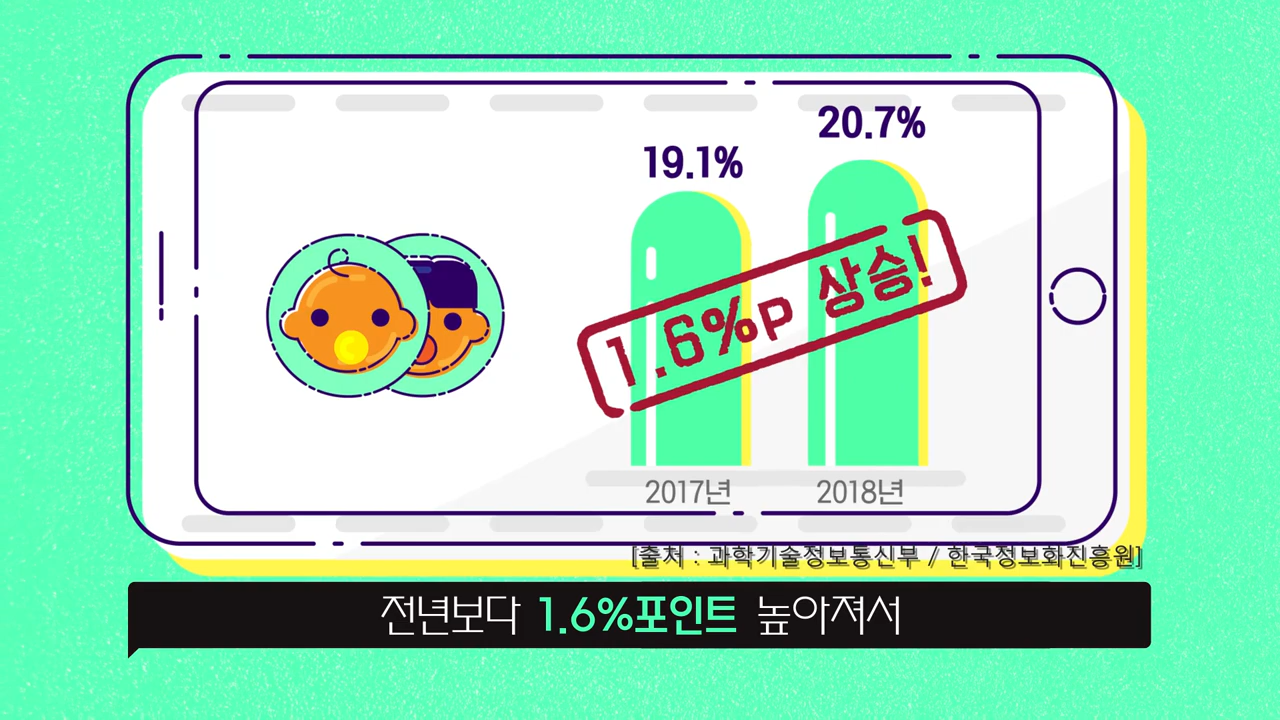 20.7%
19.1%
1.6%p 상승!
2017년 2018년
[출처 : 과학기술정보통신부 / 한국정보화진흥원]
전년보다 1.6%포인트 높아져서